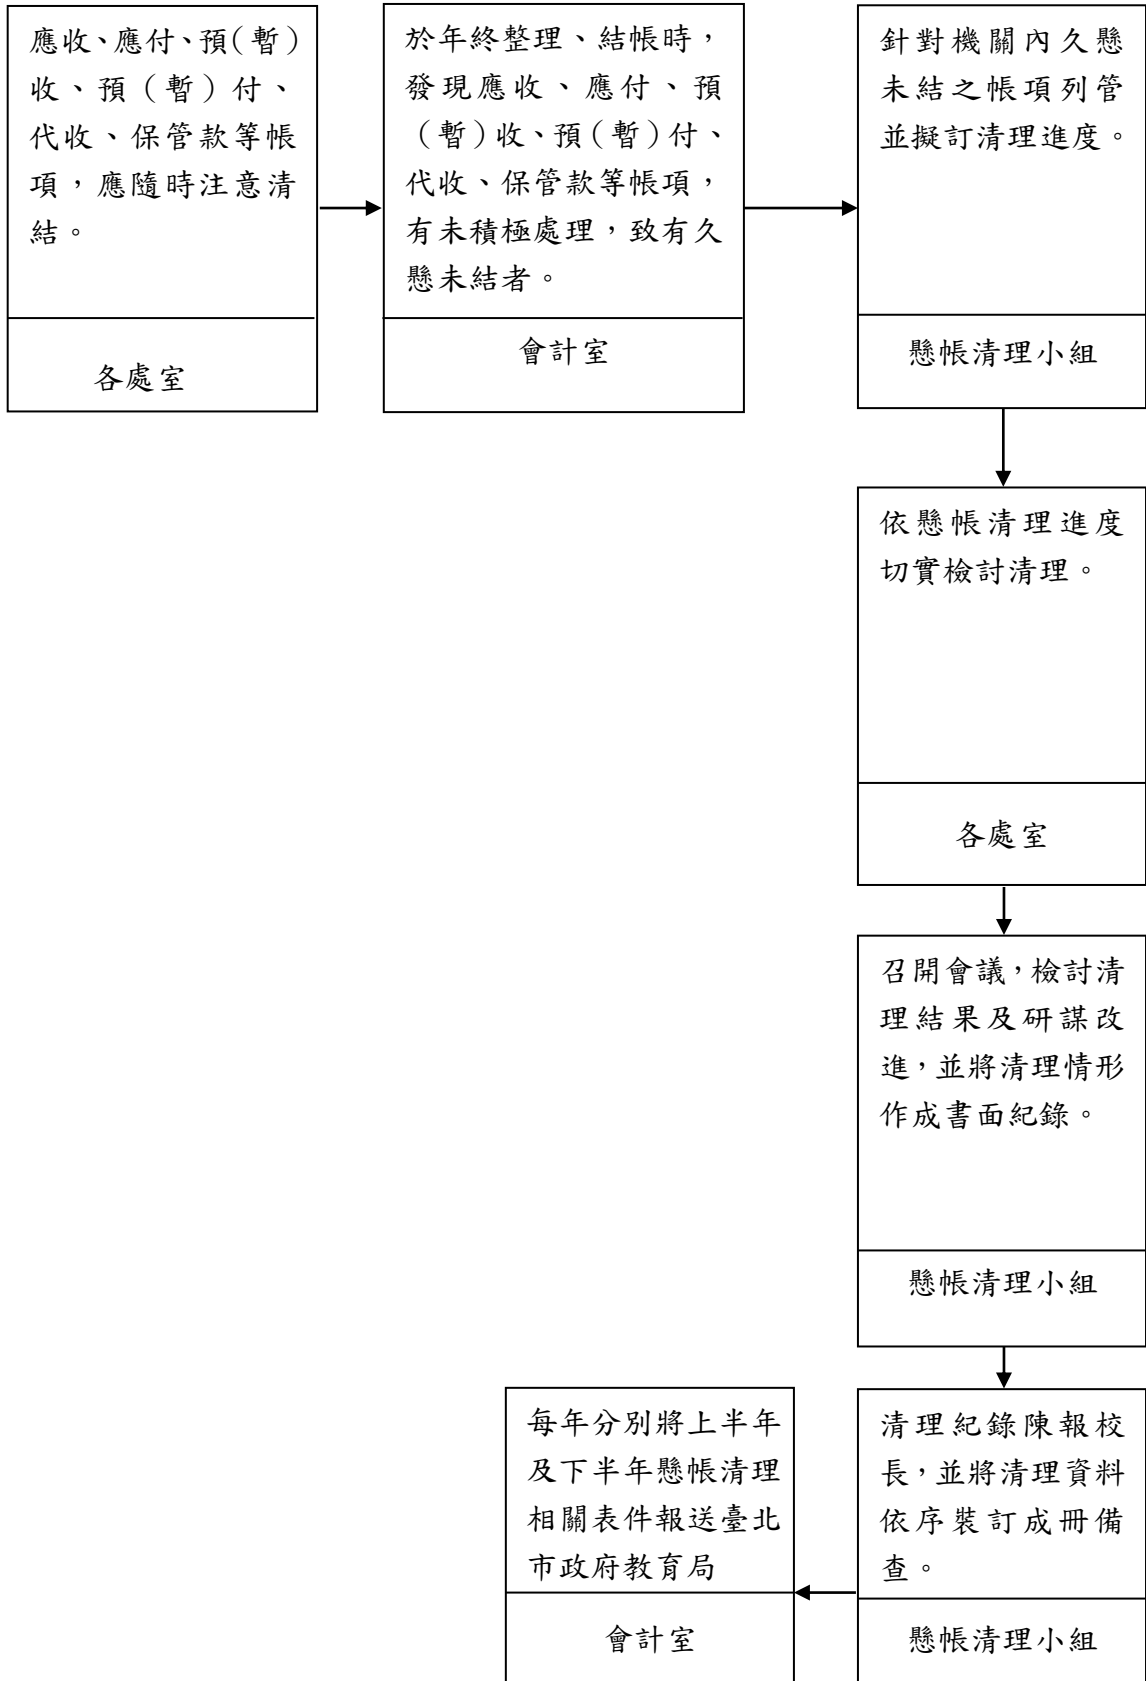 應收、應付、預(暫)
收、預（暫）付、
代收、保管款等帳
項，應隨時注意清
結。
各處室
於年終整理、結帳時，
發現應收、應付、預
（暫）收、預（暫）付、
代收、保管款等帳項，
有未積極處理，致有久
懸未結者。
會計室
針對機關內久懸
未結之帳項列管
並擬訂清理進度。
懸帳清理小組
依懸帳清理進度
切實檢討清理。
各處室
召開會議，檢討清
理結果及研謀改
進，並將清理情形
作成書面紀錄。
懸帳清理小組
清理紀錄陳報校
長，並將清理資料
依序裝訂成冊備
查。
懸帳清理小組
每年分別將上半年
及下半年懸帳清理
相關表件報送臺北
市政府教育局
會計室